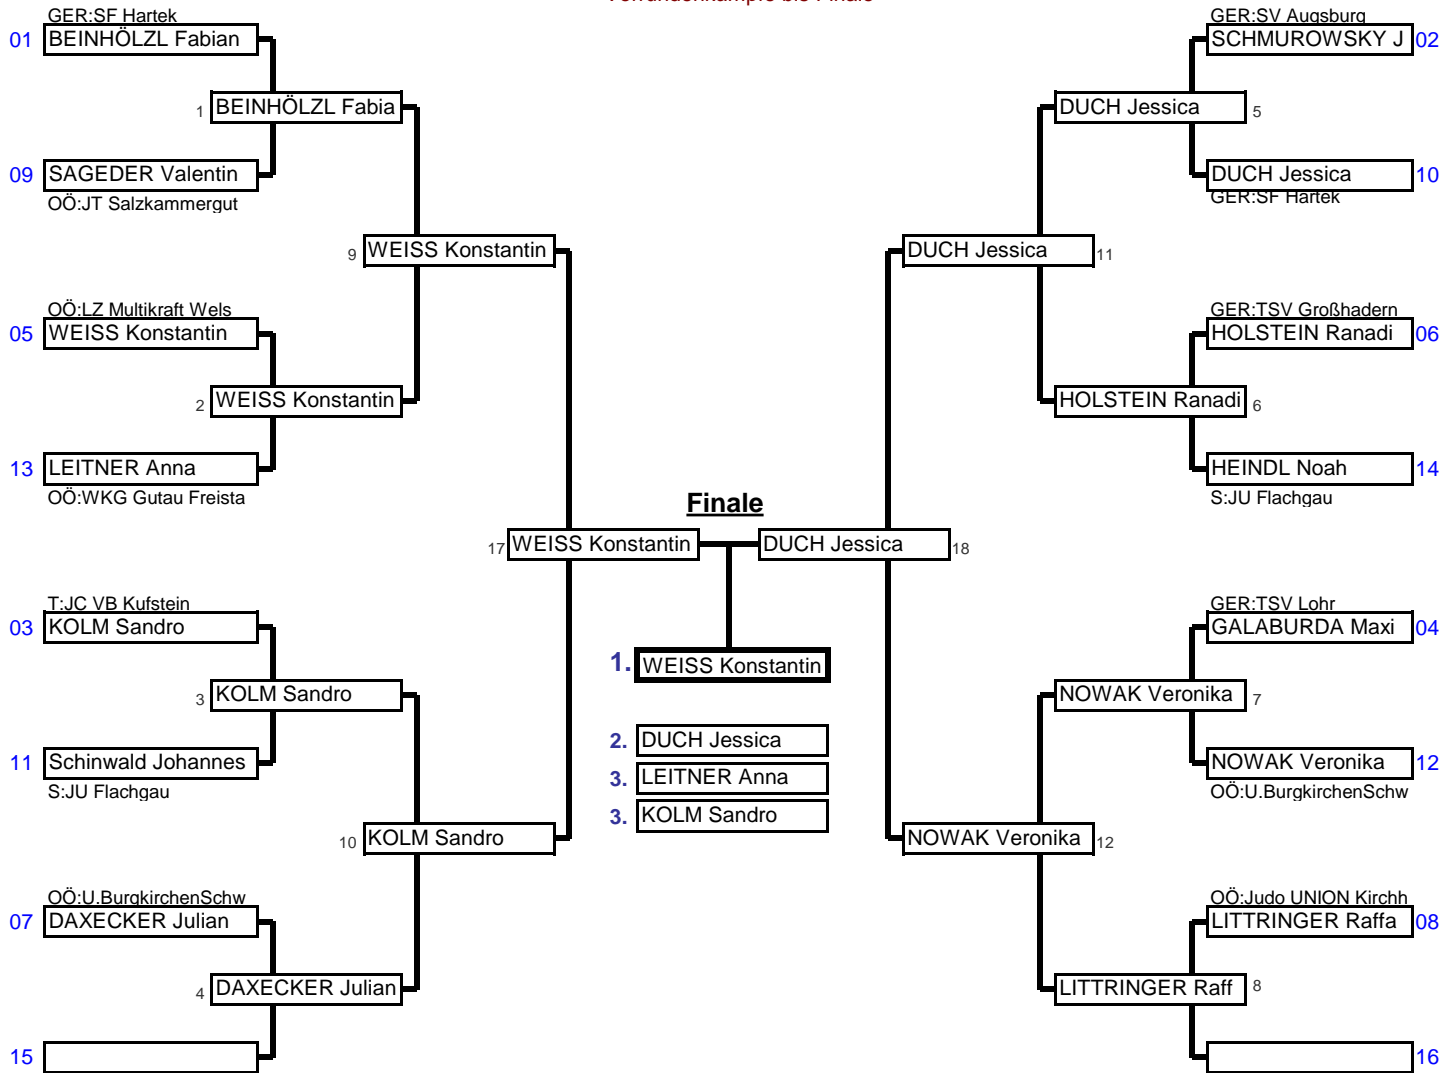 GER:SF Hartek
01 BEINHÖLZL Fabian
1 BEINHÖLZL Fabia
09 SAGEDER Valentin
OÖ:JT Salzkammergut
9 WEISS Konstantin
OÖ:LZ Multikraft Wels
05 WEISS Konstantin
2 WEISS Konstantin
13 LEITNER Anna
OÖ:WKG Gutau Freista
17 WEISS Konstantin
T:JC VB Kufstein
03 KOLM Sandro
3 KOLM Sandro
11 Schinwald Johannes
S:JU Flachgau
10 KOLM Sandro
OÖ:U.BurgkirchenSchw
07 DAXECKER Julian
4 DAXECKER Julian
15
Finale
1. WEISS Konstantin
2. DUCH Jessica
3. LEITNER Anna
3. KOLM Sandro
GER:SV Augsburg
SCHMUROWSKY J 02
DUCH Jessica 5
DUCH Jessica 10
GER:SF Hartek
DUCH Jessica 11
GER:TSV Großhadern
HOLSTEIN Ranadi 06
HOLSTEIN Ranadi 6
HEINDL Noah 14
S:JU Flachgau
DUCH Jessica 18
GER:TSV Lohr
GALABURDA Maxi 04
NOWAK Veronika 7
NOWAK Veronika 12
OÖ:U.BurgkirchenSchw
NOWAK Veronika 12
OÖ:Judo UNION Kirchh
LITTRINGER Raffa 08
LITTRINGER Raff 8
16